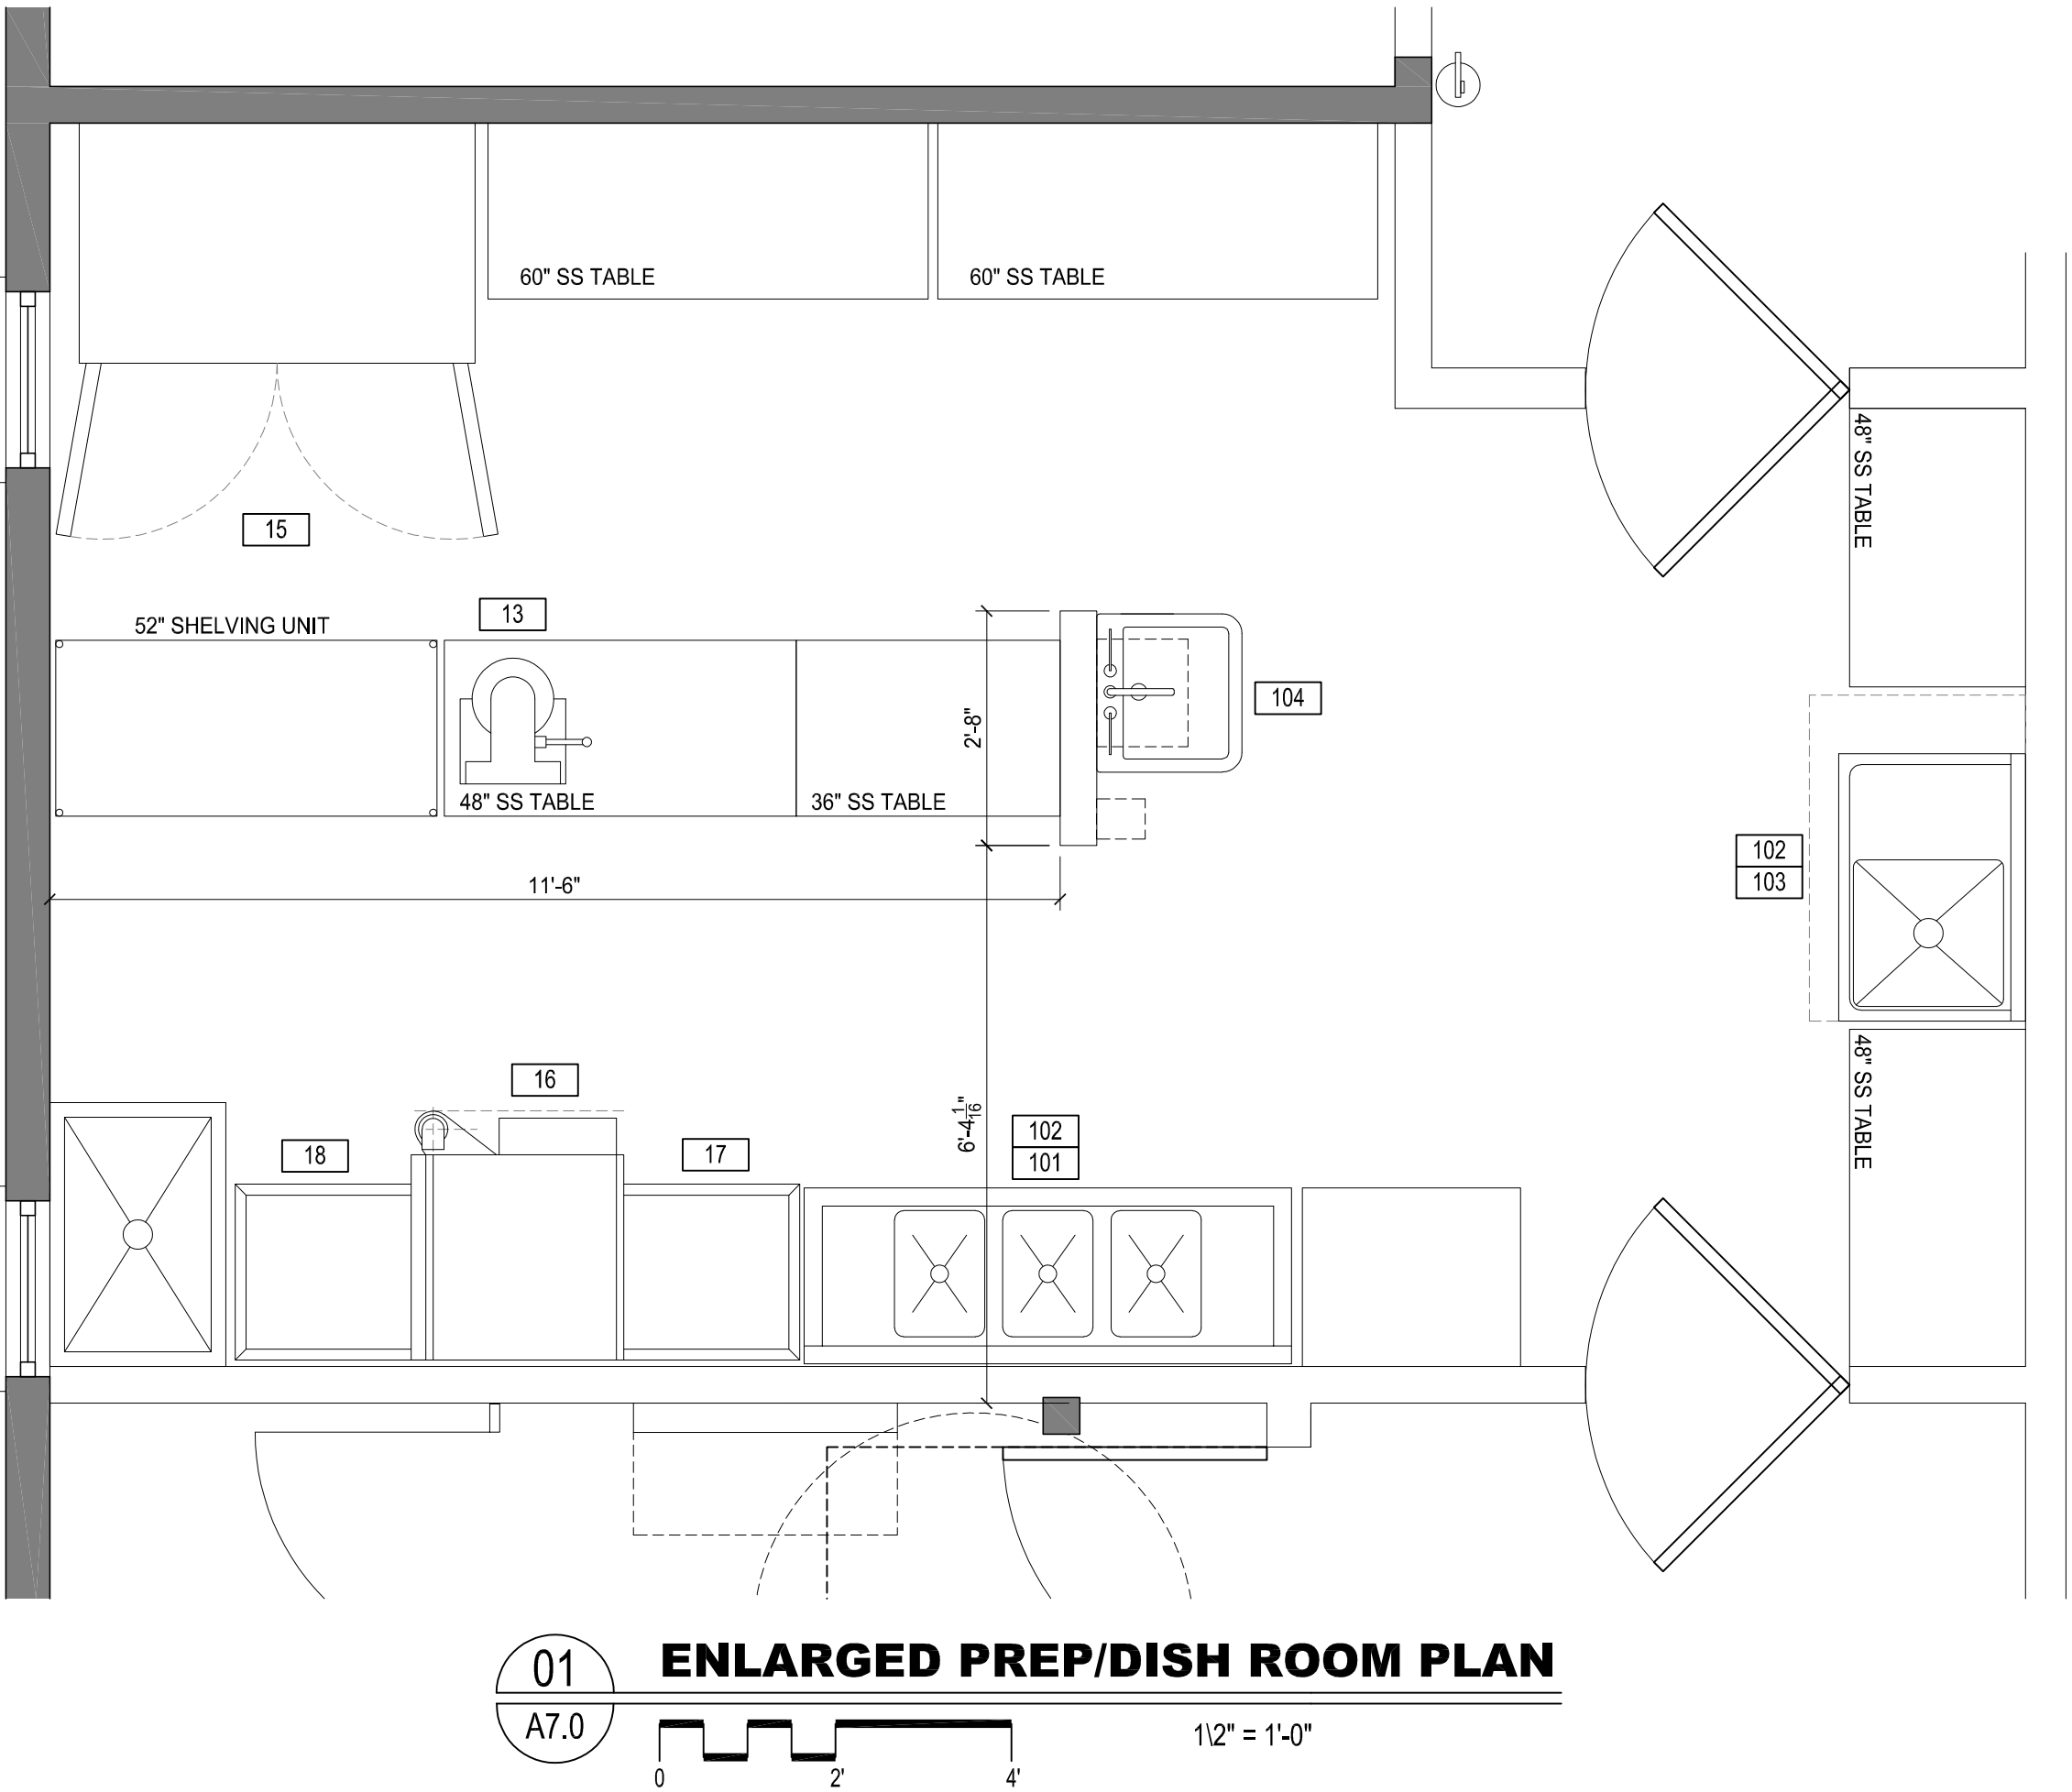 60" SS TABLE
60" SS TABLE
48" SS TABLE
15
52" SHELVING UNIT
13
104
2'-8"
48" SS TABLE
36" SS TABLE
102
103
11'-6"
48" SS TABLE
16
6'-4 1/16"
102
101
18
17
01
ENLARGED PREP/DISH ROOM PLAN
A7.0
1\2" = 1'-0"
0
2'
4'